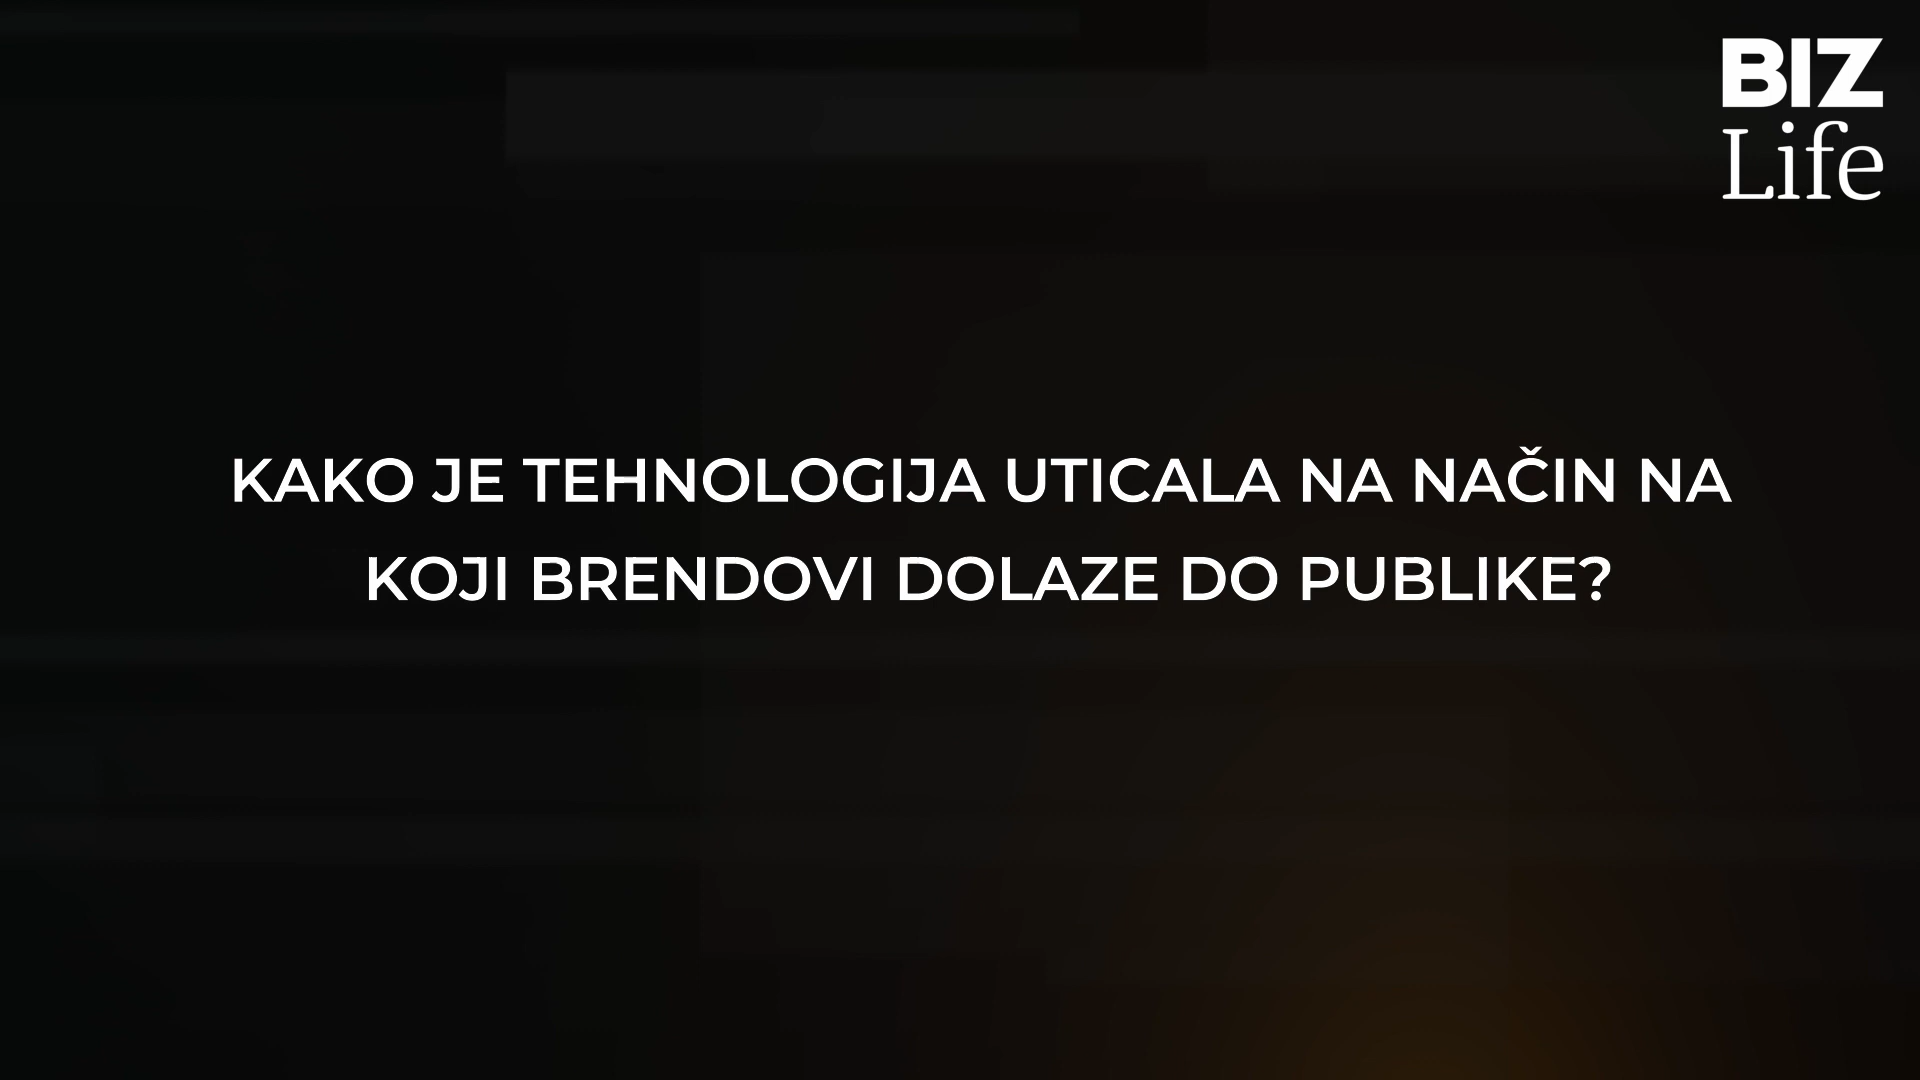 BIZ
Life
KAKO JE TEHNOLOGIJA UTICALA NA NAČIN NA
KOJI BRENDOVI DOLAZE DO PUBLIKE?